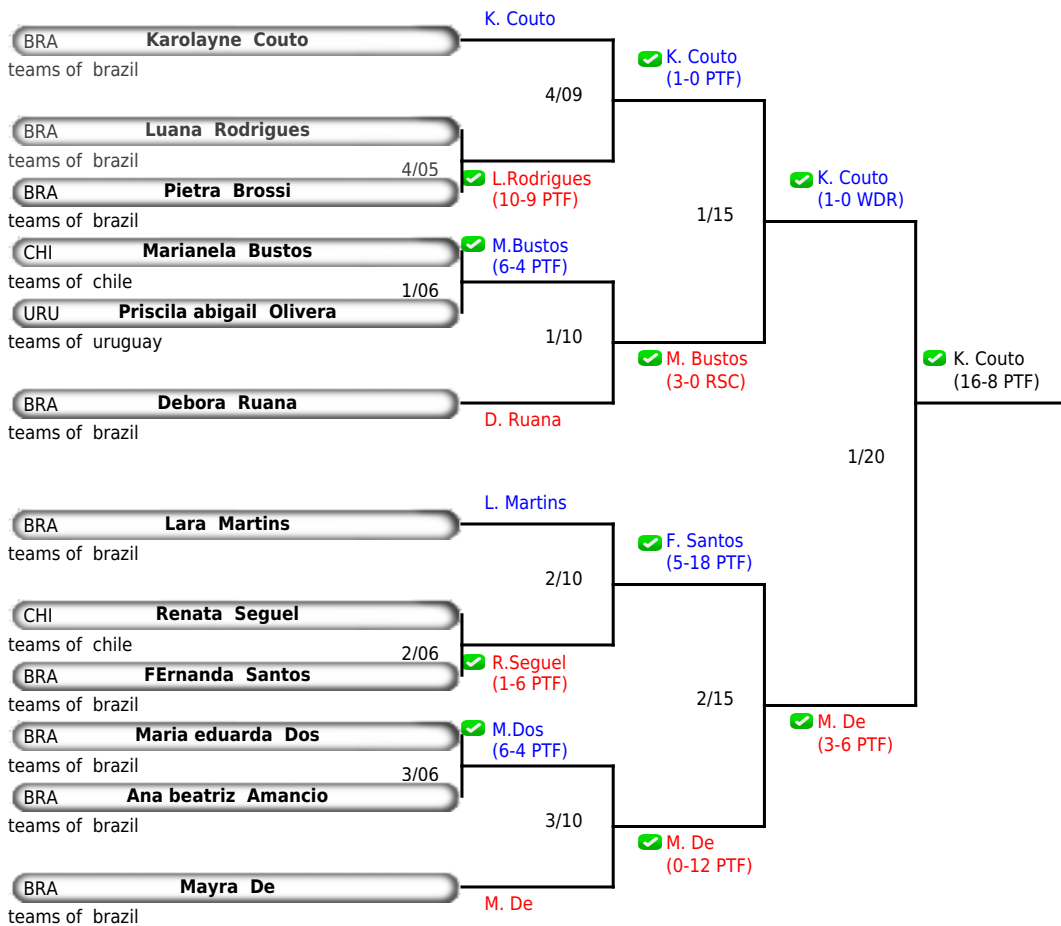 K. Couto
BRA Karolayne Couto
teams of brazil
K. Couto
(1-0 PTF)
4/09
BRA Luana Rodrigues
teams of brazil
4/05
L.Rodrigues
(10-9 PTF)
BRA Pietra Brossi
teams of brazil
K. Couto
(1-0 WDR)
1/15
CHI Marianela Bustos
teams of chile
M.Bustos
(6-4 PTF)
1/06
URU Priscila abigail Olivera
teams of uruguay
1/10
M. Bustos
(3-0 RSC)
K. Couto
(16-8 PTF)
BRA Debora Ruana
teams of brazil
D. Ruana
1/20
L. Martins
BRA Lara Martins
teams of brazil
F. Santos
(5-18 PTF)
2/10
CHI Renata Seguel
teams of chile
2/06
R.Seguel
(1-6 PTF)
BRA FErnanda Santos
teams of brazil
2/15
M. De
(3-6 PTF)
BRA Maria eduarda Dos
teams of brazil
M.Dos
(6-4 PTF)
3/06
BRA Ana beatriz Amancio
teams of brazil
3/10
M. De
(0-12 PTF)
BRA Mayra De
teams of brazil
M. De